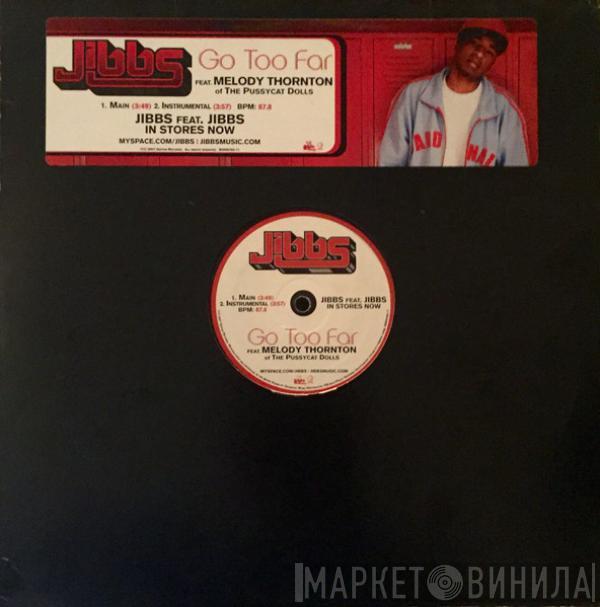 Jibbs
Go Too Far
FEAT. MELODY THORNTON
OF THE PUSSYCAT DOLLS
1. MAIN (3:49) 2. INSTRUMENTAL (3:57) BPM: 87.8
JIBBS FEAT. JIBBS
IN STORES NOW
MYSPACE.COM/JIBBS | JIBBSMUSIC.COM
Jibbs
1. MAIN (3:49)
2. INSTRUMENTAL (3:57)
BPM: 87.8
JIBBS FEAT. JIBBS
IN STORES NOW
Go Too Far
FEAT. MELODY THORNTON
OF THE PUSSYCAT DOLLS
MYSPACE.COM/JIBBS | JIBBSMUSIC.COM
МАРКЕТ ВИНИЛА